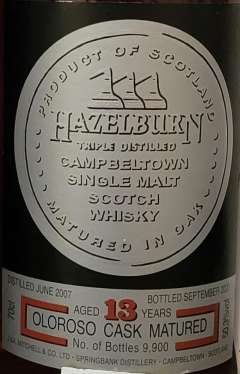 PRODUCT OF SCOTLAND
HAZELBURN
TRIPLE DISTILLED
CAMPBELTOWN
SINGLE MALT
SCOTCH
WHISKY
MATURED IN OAK
DISTILLED JUNE 2007
BOTTLED SEPTEMBER
70cl
AGED 13 YEARS
OLOROSO CASK MATURED
No. of Bottles 9,900
J.&A. MITCHELL & CO. LTD · SPRINGBANK DISTILLERY · CAMPBELTOWN · SCOTLAND